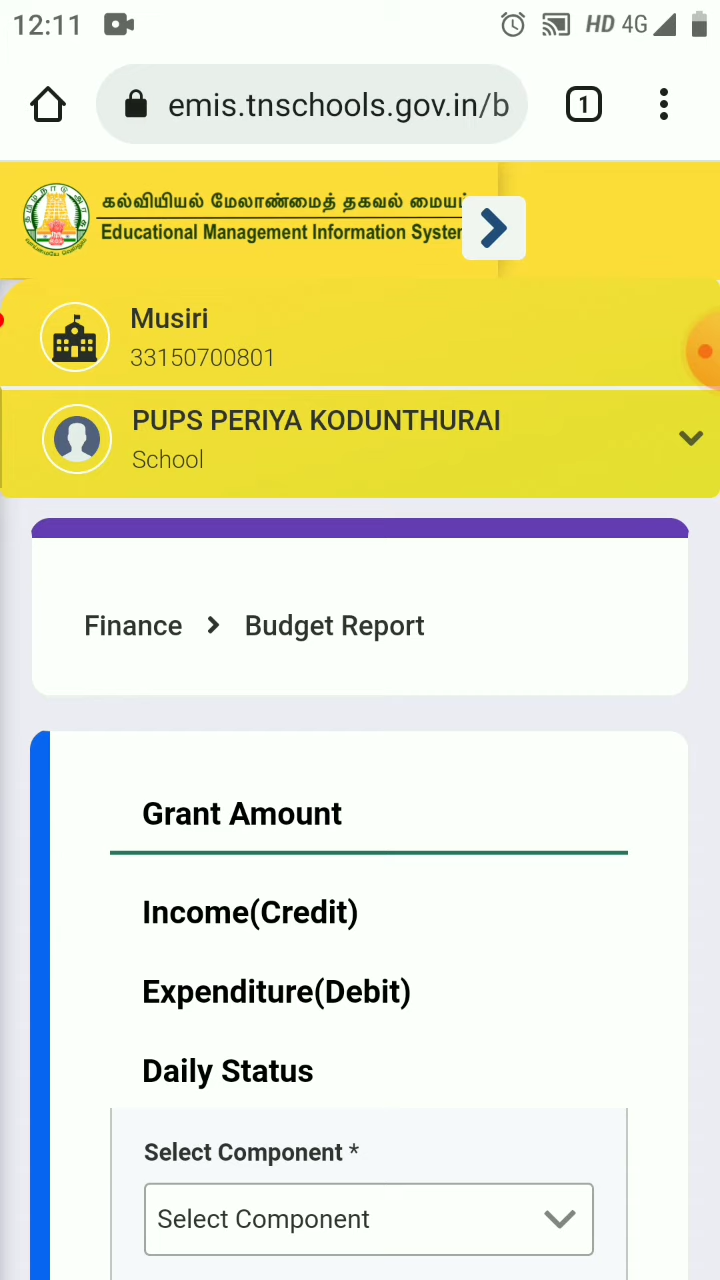 12:11
HD 4G
emis.tnschools.gov.in/b
1
கல்வியியல் மேலாண்மைத் தகவல்
Educational Management Information
Musiri
33150700801
PUPS PERIYA KODUNTHURAI
School
Finance > Budget Report
Grant Amount
Income(Credit)
Expenditure(Debit)
Daily Status
Select Component *
Select Component